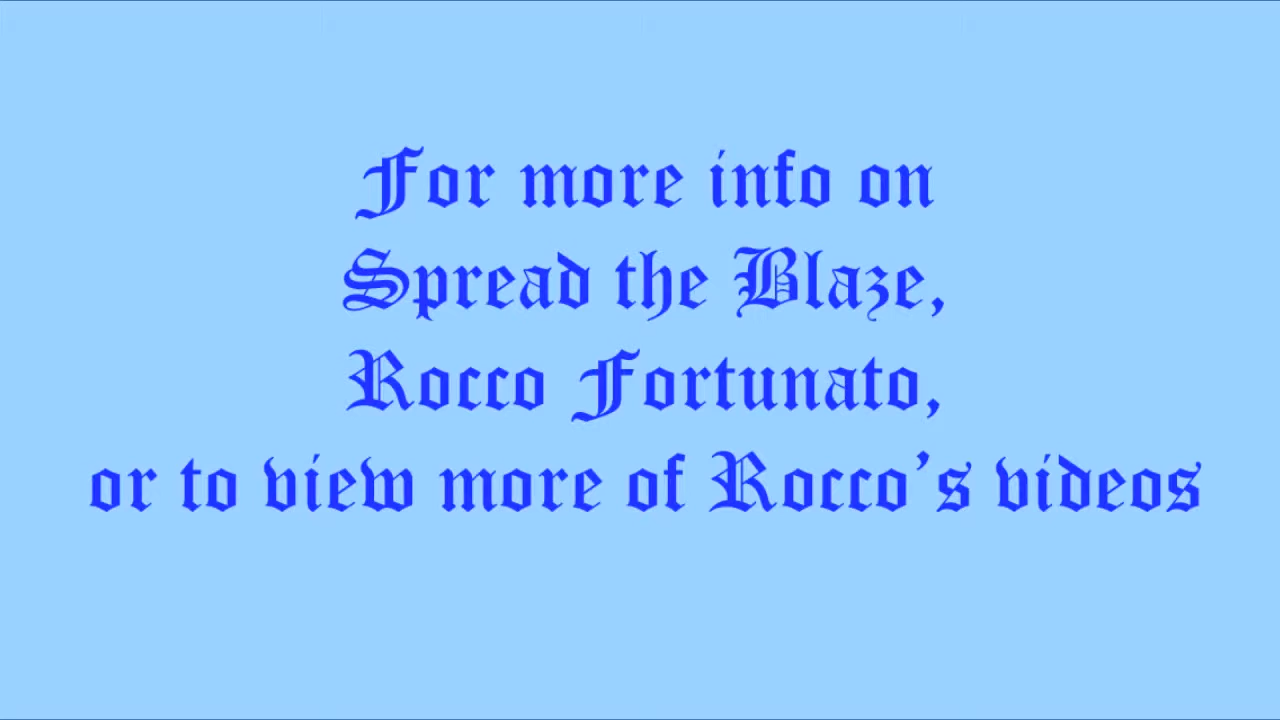 For more info on
Spread the Blaze,
Rocco Fortunato,
or to view more of Rocco's videos